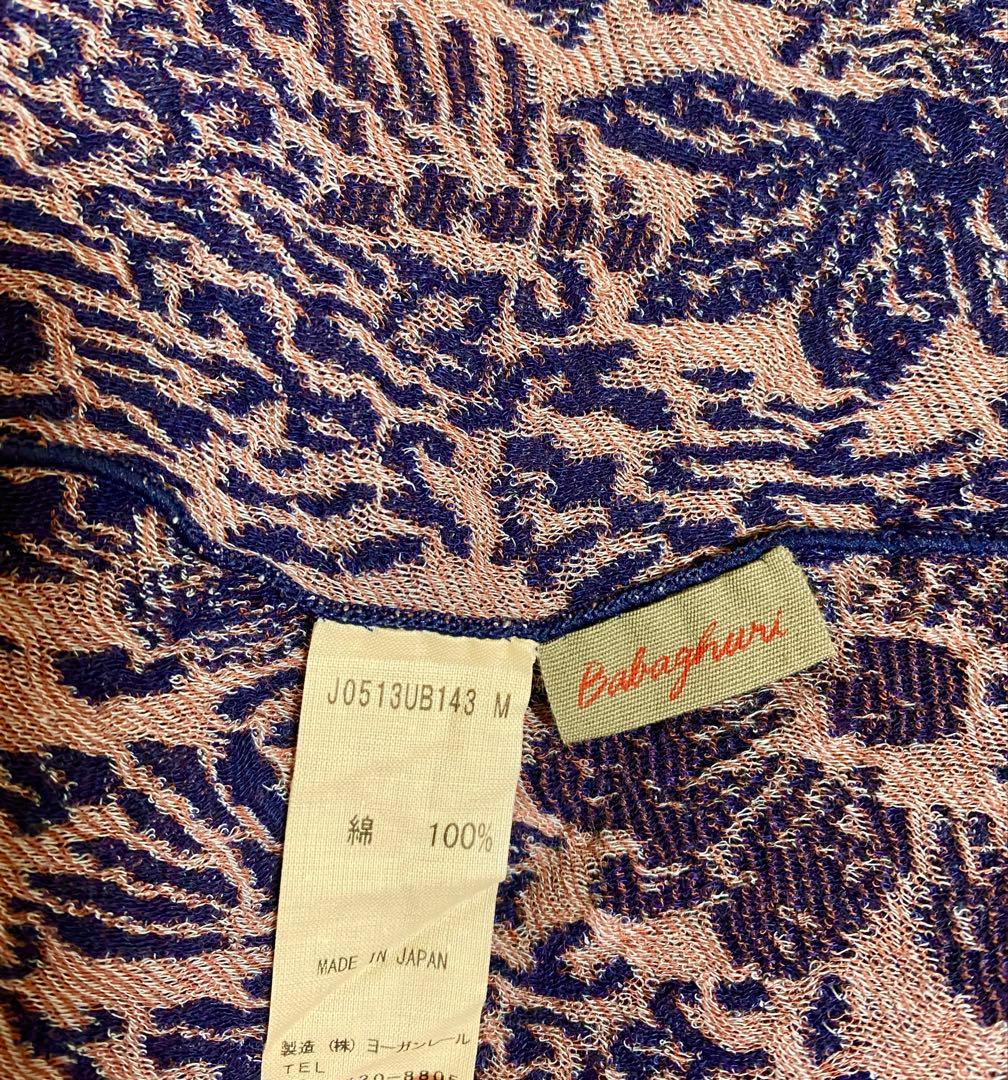 Babaghuri
J0513UB143 M
綿 100%
MADE IN JAPAN
製造 (株) ヨーガンレール
TEL